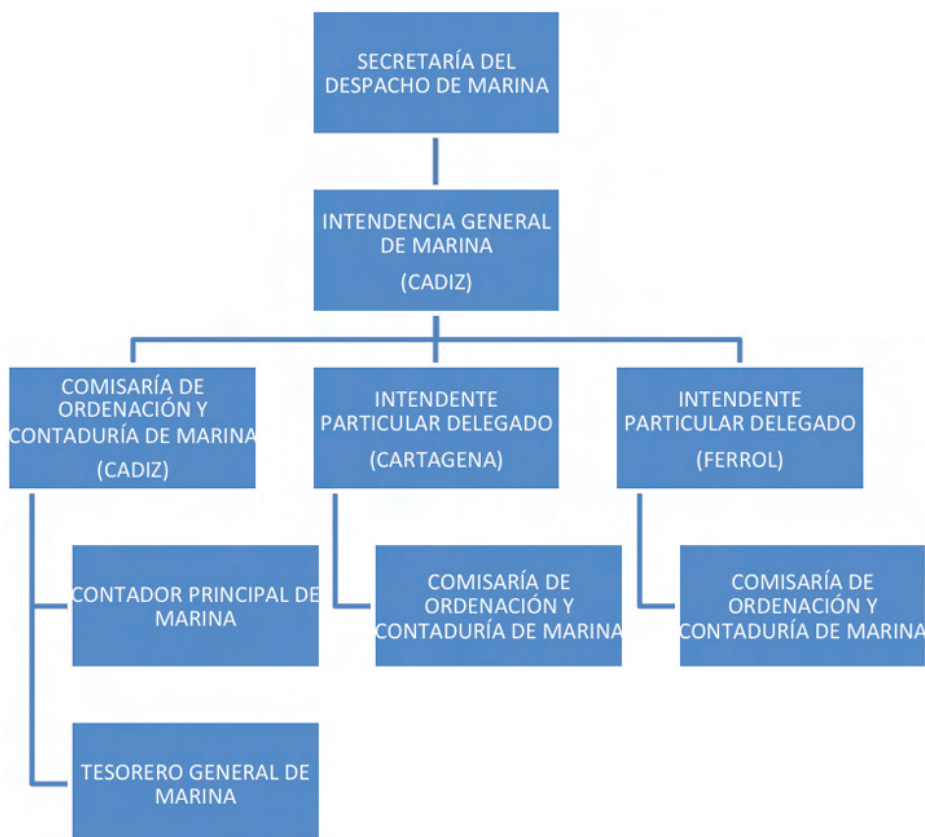 SECRETARÍA DEL
DESPACHO DE MARINA
INTENDENCIA GENERAL
DE MARINA
(CADIZ)
COMISARÍA DE
ORDENACIÓN Y
CONTADURÍA DE MARINA
(CADIZ)
INTENDENTE
PARTICULAR DELEGADO
(CARTAGENA)
INTENDENTE
PARTICULAR DELEGADO
(FERROL)
CONTADOR PRINCIPAL DE
MARINA
COMISARÍA DE
ORDENACIÓN Y
CONTADURÍA DE MARINA
COMISARÍA DE
ORDENACIÓN Y
CONTADURÍA DE MARINA
TESORERO GENERAL DE
MARINA